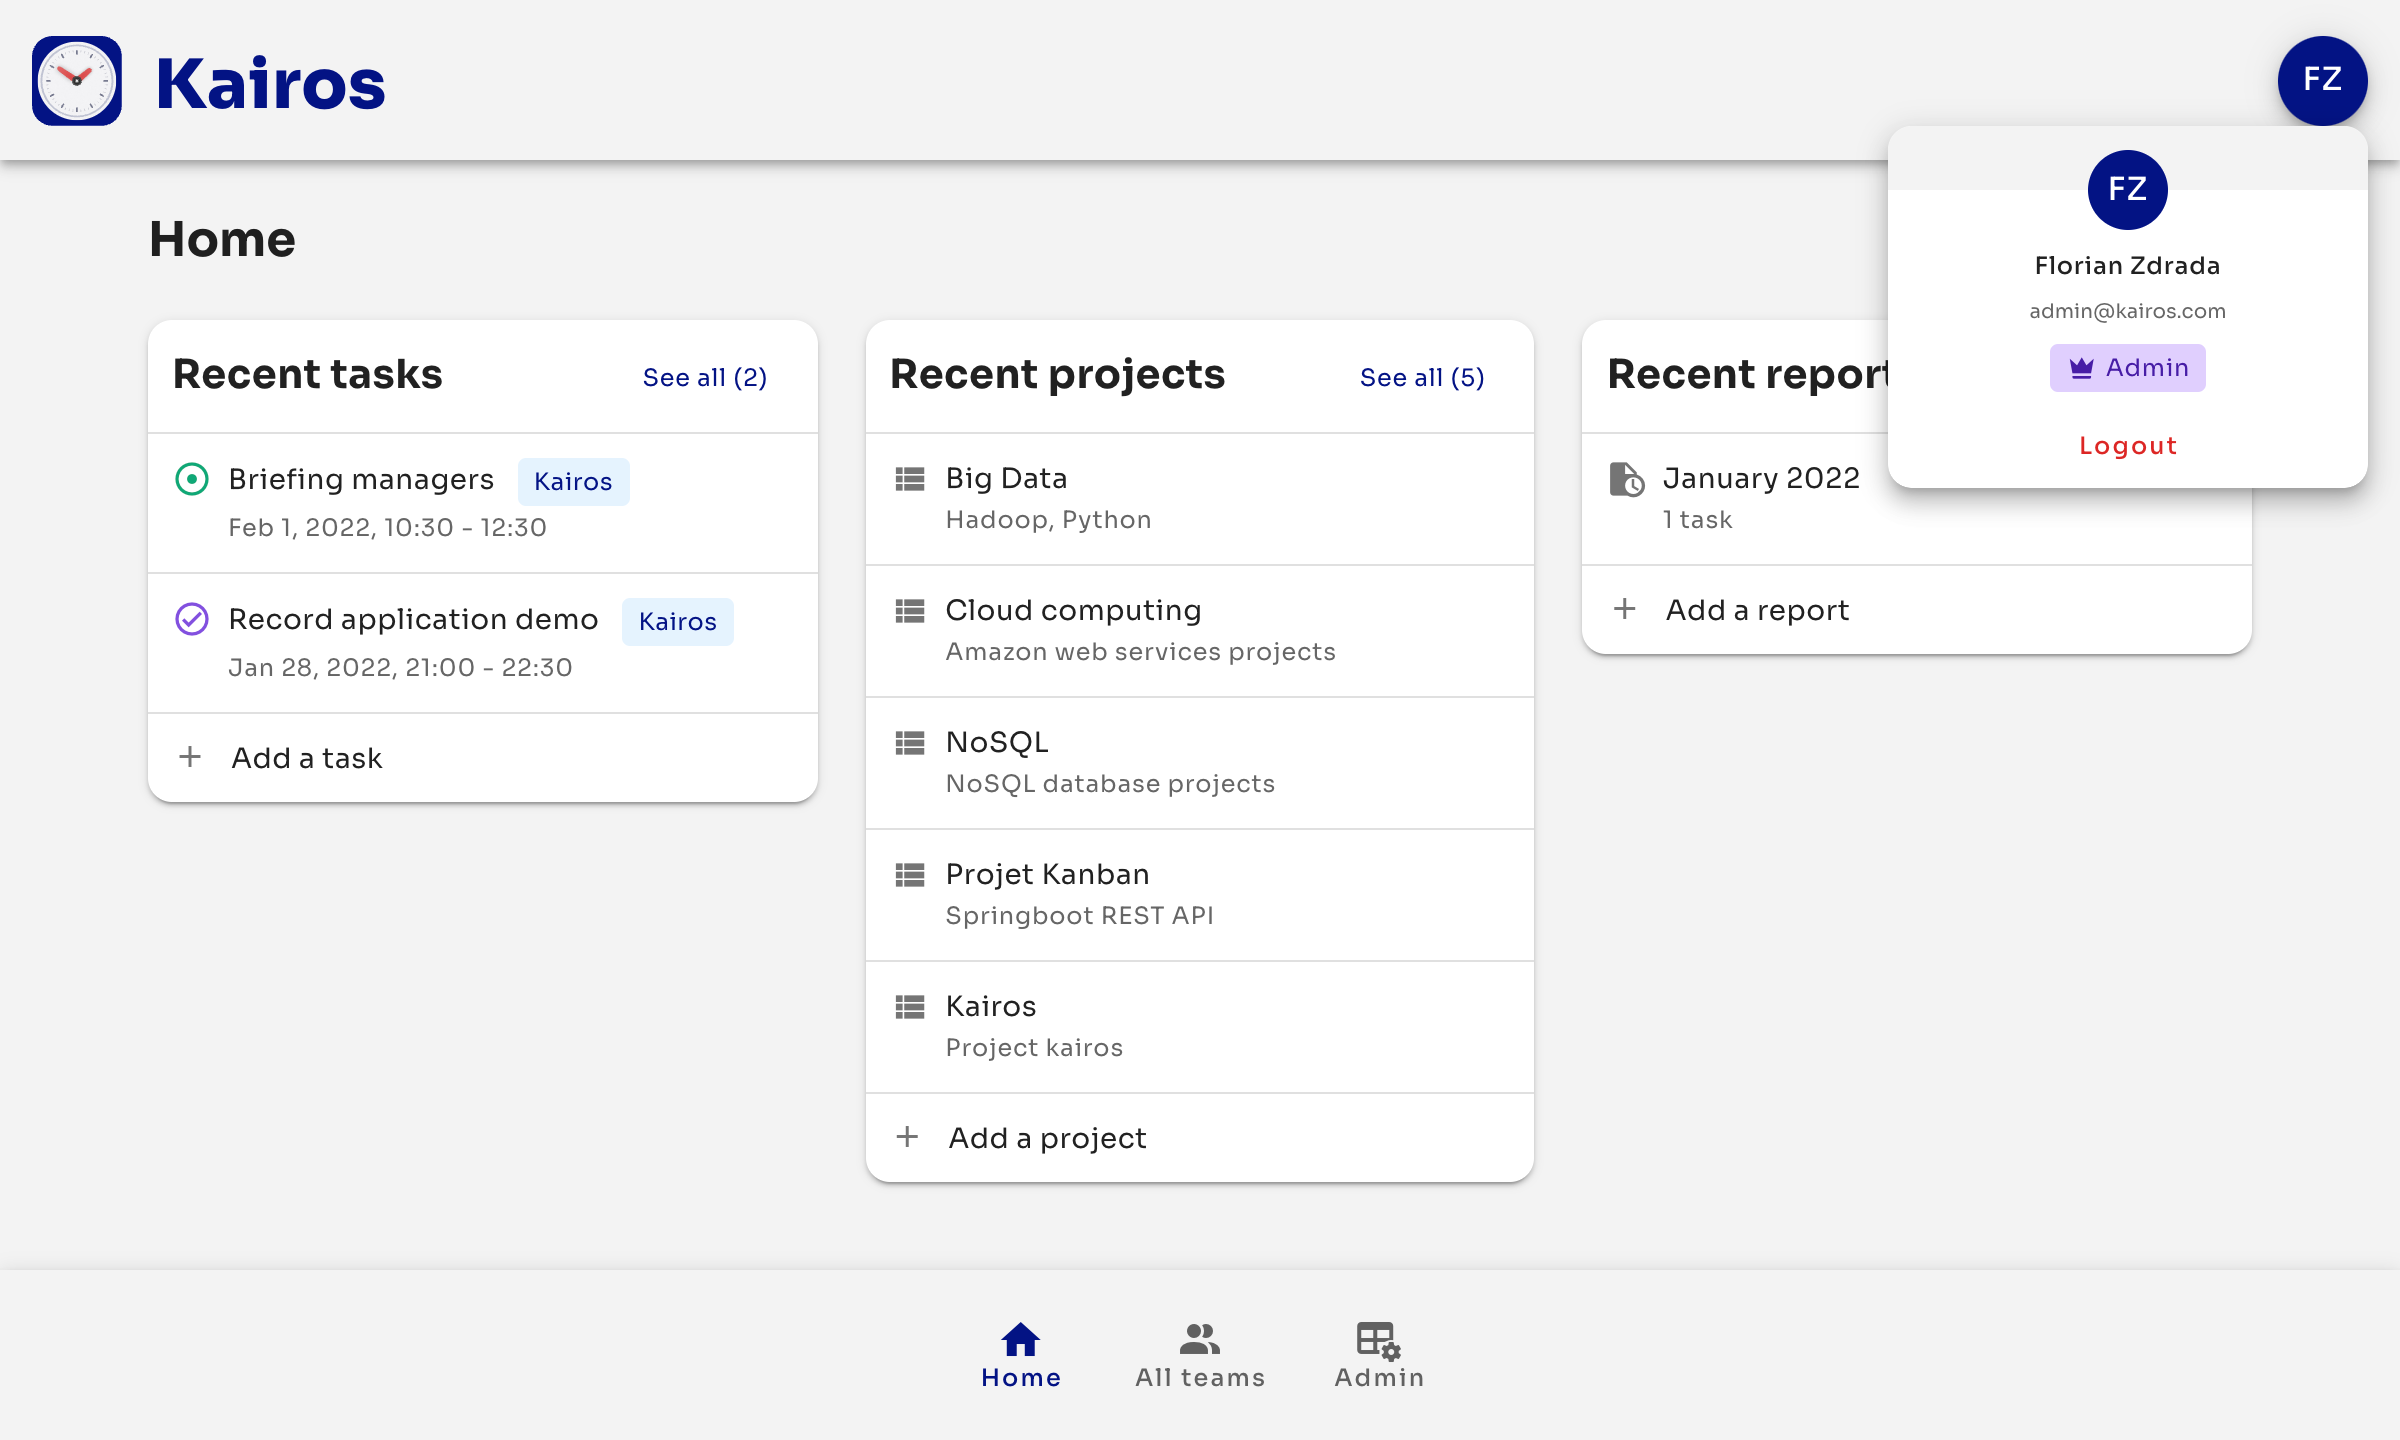 Kairos
FZ
FZ
Florian Zdrada
admin@kairos.com
Admin
Logout
Home
Recent tasks
See all (2)
Briefing managers
Kairos
Feb 1, 2022, 10:30 - 12:30
Record application demo
Kairos
Jan 28, 2022, 21:00 - 22:30
+ Add a task
Recent projects
See all (5)
Big Data
Hadoop, Python
Cloud computing
Amazon web services projects
NoSQL
NoSQL database projects
Projet Kanban
Springboot REST API
Kairos
Project kairos
+ Add a project
Recent report
January 2022
1 task
+ Add a report
Home
All teams
Admin